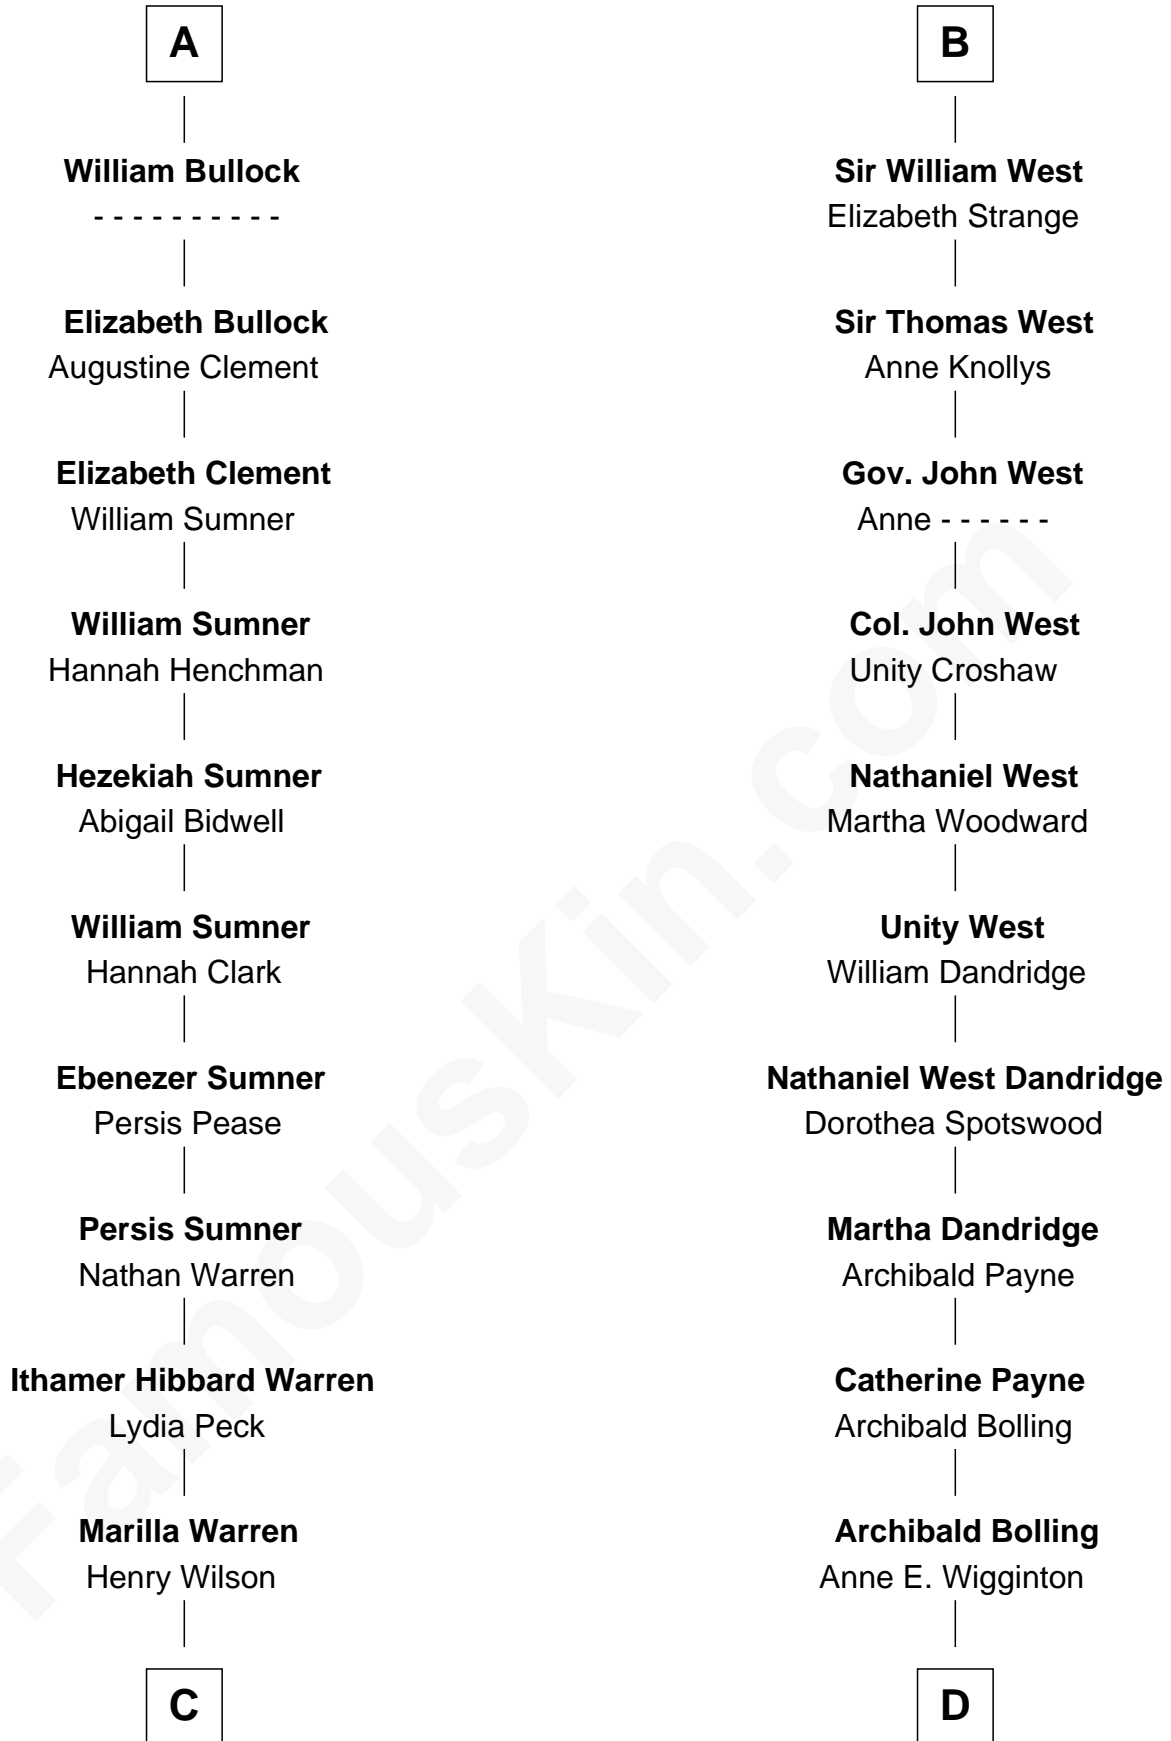 A
William Bullock
- - - - - - - - - -
Elizabeth Bullock
Augustine Clement
Elizabeth Clement
William Sumner
William Sumner
Hannah Henchman
Hezekiah Sumner
Abigail Bidwell
William Sumner
Hannah Clark
Ebenezer Sumner
Persis Pease
Persis Sumner
Nathan Warren
Ithamer Hibbard Warren
Lydia Peck
Marilla Warren
Henry Wilson
C
B
Sir William West
Elizabeth Strange
Sir Thomas West
Anne Knollys
Gov. John West
Anne - - - - - -
Col. John West
Unity Croshaw
Nathaniel West
Martha Woodward
Unity West
William Dandridge
Nathaniel West Dandridge
Dorothea Spotswood
Martha Dandridge
Archibald Payne
Catherine Payne
Archibald Bolling
Archibald Bolling
Anne E. Wigginton
D
FamousKin.com